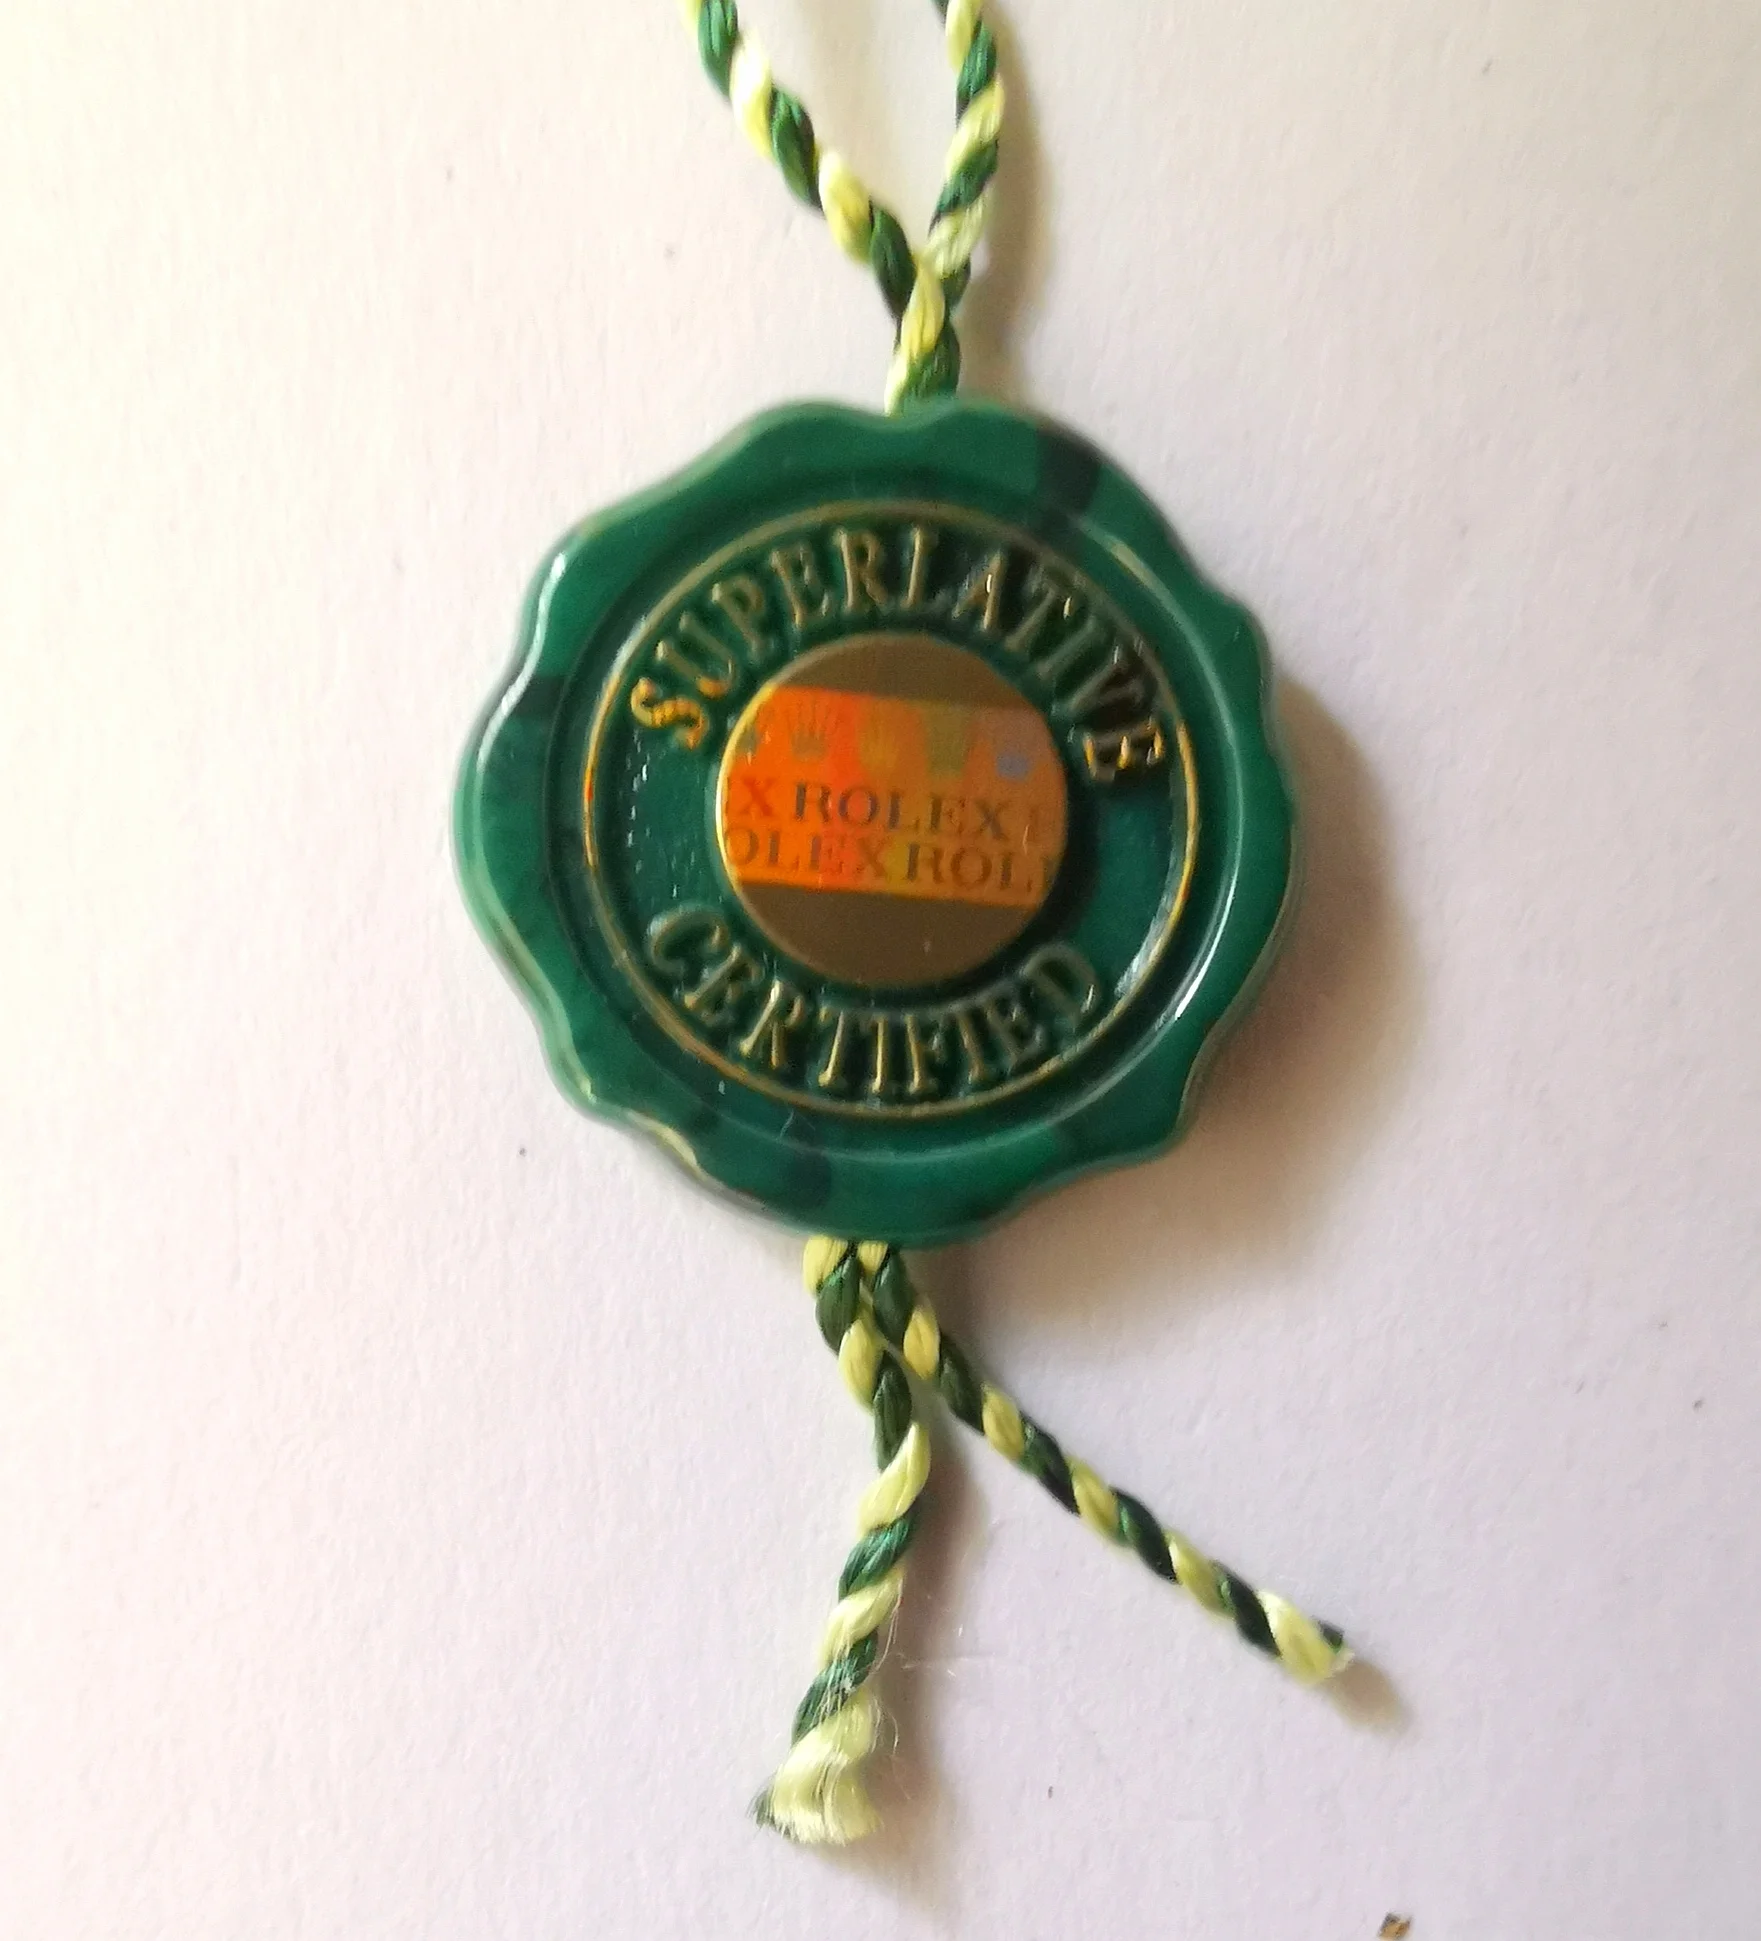 SUPERLATIVE
X ROLEX
OLEX ROL
CERTIFIED